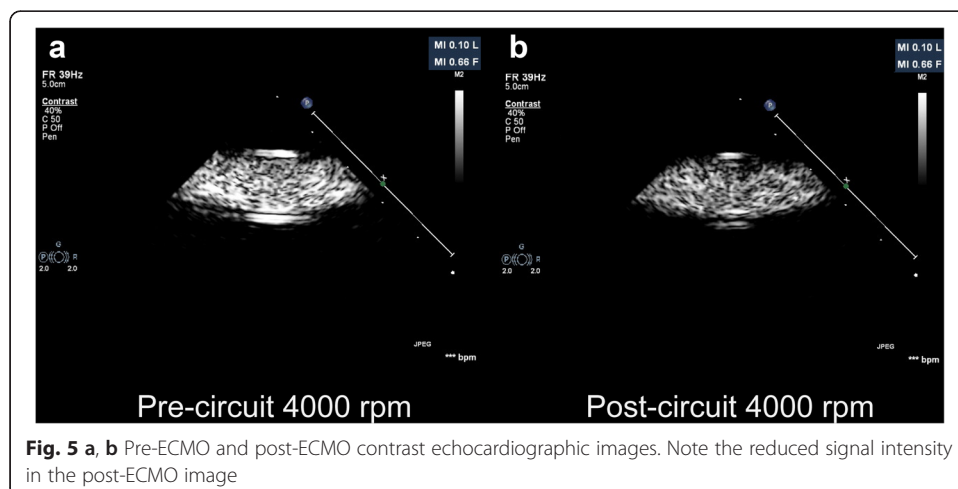 a
MI 0.10 L
MI 0.66 F
M2
FR 39Hz
5.0cm
Contrast
40%
C 50
P Off
Pen
P
G
P R
2.0 2.0
JPEG
*** bpm
Pre-circuit 4000 rpm
b
MI 0.10 L
MI 0.66 F
M2
FR 39Hz
5.0cm
Contrast
40%
C 50
P Off
Pen
P
G
P R
2.0 2.0
JPEG
*** bpm
Post-circuit 4000 rpm
Fig. 5 a, b Pre-ECMO and post-ECMO contrast echocardiographic images. Note the reduced signal intensity
in the post-ECMO image